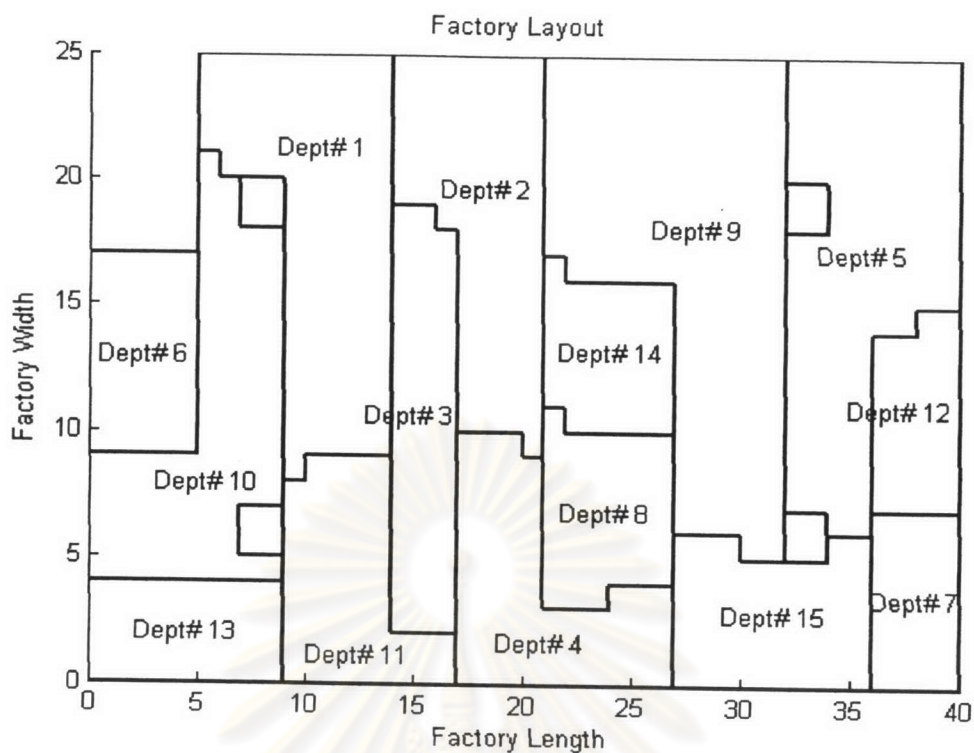 Factory Layout
25
20
15
10
5
0
Factory Width
Dept# 1
Dept# 2
Dept# 9
Dept# 5
Dept# 6
Dept# 14
Dept# 3
Dept# 12
Dept# 10
Dept# 8
Dept# 13
Dept# 11
Dept# 4
Dept# 15
Dept# 7
0 5 10 15 20 25 30 35 40
Factory Length